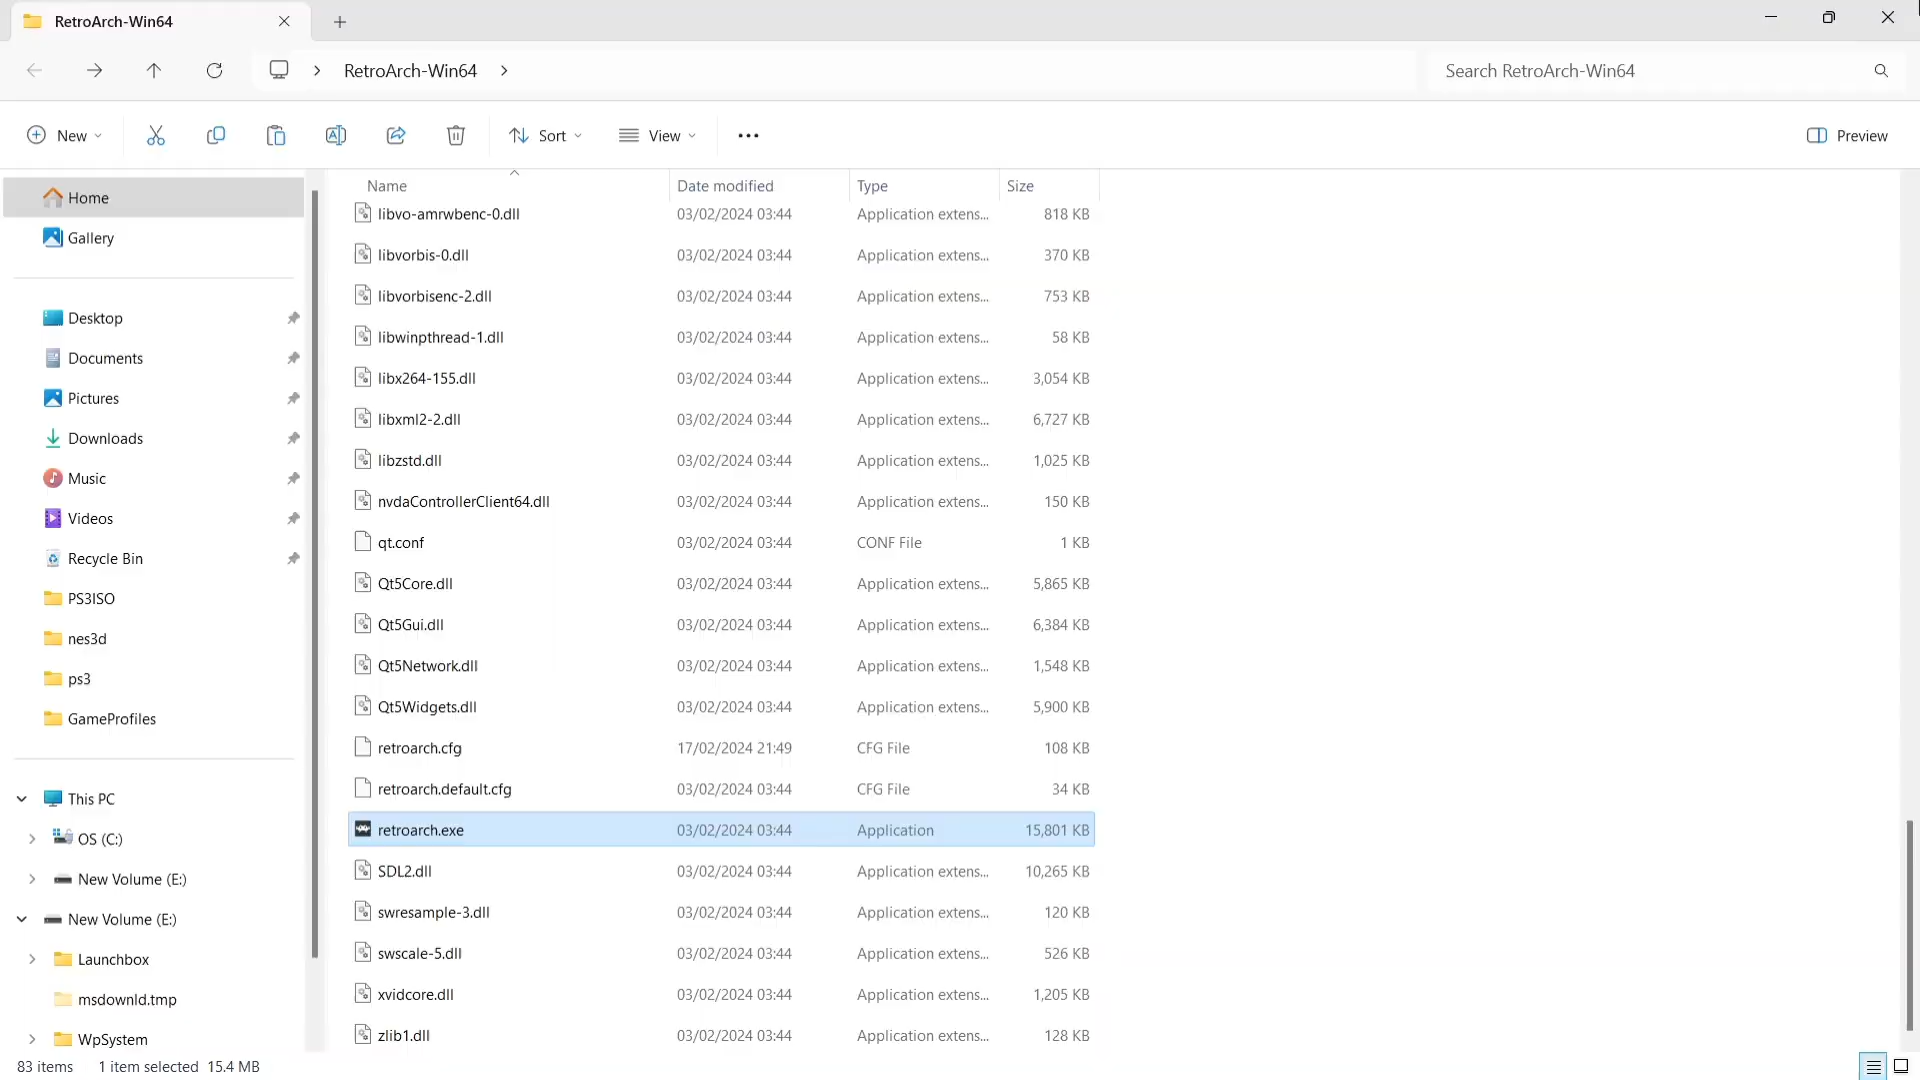 RetroArch-Win64
RetroArch-Win64
Search RetroArch-Win64
New
Sort
View
Preview
Home
Gallery
Desktop
Documents
Pictures
Downloads
Music
Videos
Recycle Bin
PS3ISO
nes3d
ps3
GameProfiles
This PC
OS (C:)
New Volume (E:)
New Volume (E:)
Launchbox
msdownld.tmp
WpSystem
Name Date modified Type Size
libvo-amrwbenc-0.dll 03/02/2024 03:44 Application extens... 818 KB
libvorbis-0.dll 03/02/2024 03:44 Application extens... 370 KB
libvorbisenc-2.dll 03/02/2024 03:44 Application extens... 753 KB
libwinpthread-1.dll 03/02/2024 03:44 Application extens... 58 KB
libx264-155.dll 03/02/2024 03:44 Application extens... 3,054 KB
libxml2-2.dll 03/02/2024 03:44 Application extens... 6,727 KB
libzstd.dll 03/02/2024 03:44 Application extens... 1,025 KB
nvdaControllerClient64.dll 03/02/2024 03:44 Application extens... 150 KB
qt.conf 03/02/2024 03:44 CONF File 1 KB
Qt5Core.dll 03/02/2024 03:44 Application extens... 5,865 KB
Qt5Gui.dll 03/02/2024 03:44 Application extens... 6,384 KB
Qt5Network.dll 03/02/2024 03:44 Application extens... 1,548 KB
Qt5Widgets.dll 03/02/2024 03:44 Application extens... 5,900 KB
retroarch.cfg 17/02/2024 21:49 CFG File 108 KB
retroarch.default.cfg 03/02/2024 03:44 CFG File 34 KB
retroarch.exe 03/02/2024 03:44 Application 15,801 KB
SDL2.dll 03/02/2024 03:44 Application extens... 10,265 KB
swresample-3.dll 03/02/2024 03:44 Application extens... 120 KB
swscale-5.dll 03/02/2024 03:44 Application extens... 526 KB
xvidcore.dll 03/02/2024 03:44 Application extens... 1,205 KB
zlib1.dll 03/02/2024 03:44 Application extens... 128 KB
83 items 1 item selected 15.4 MB